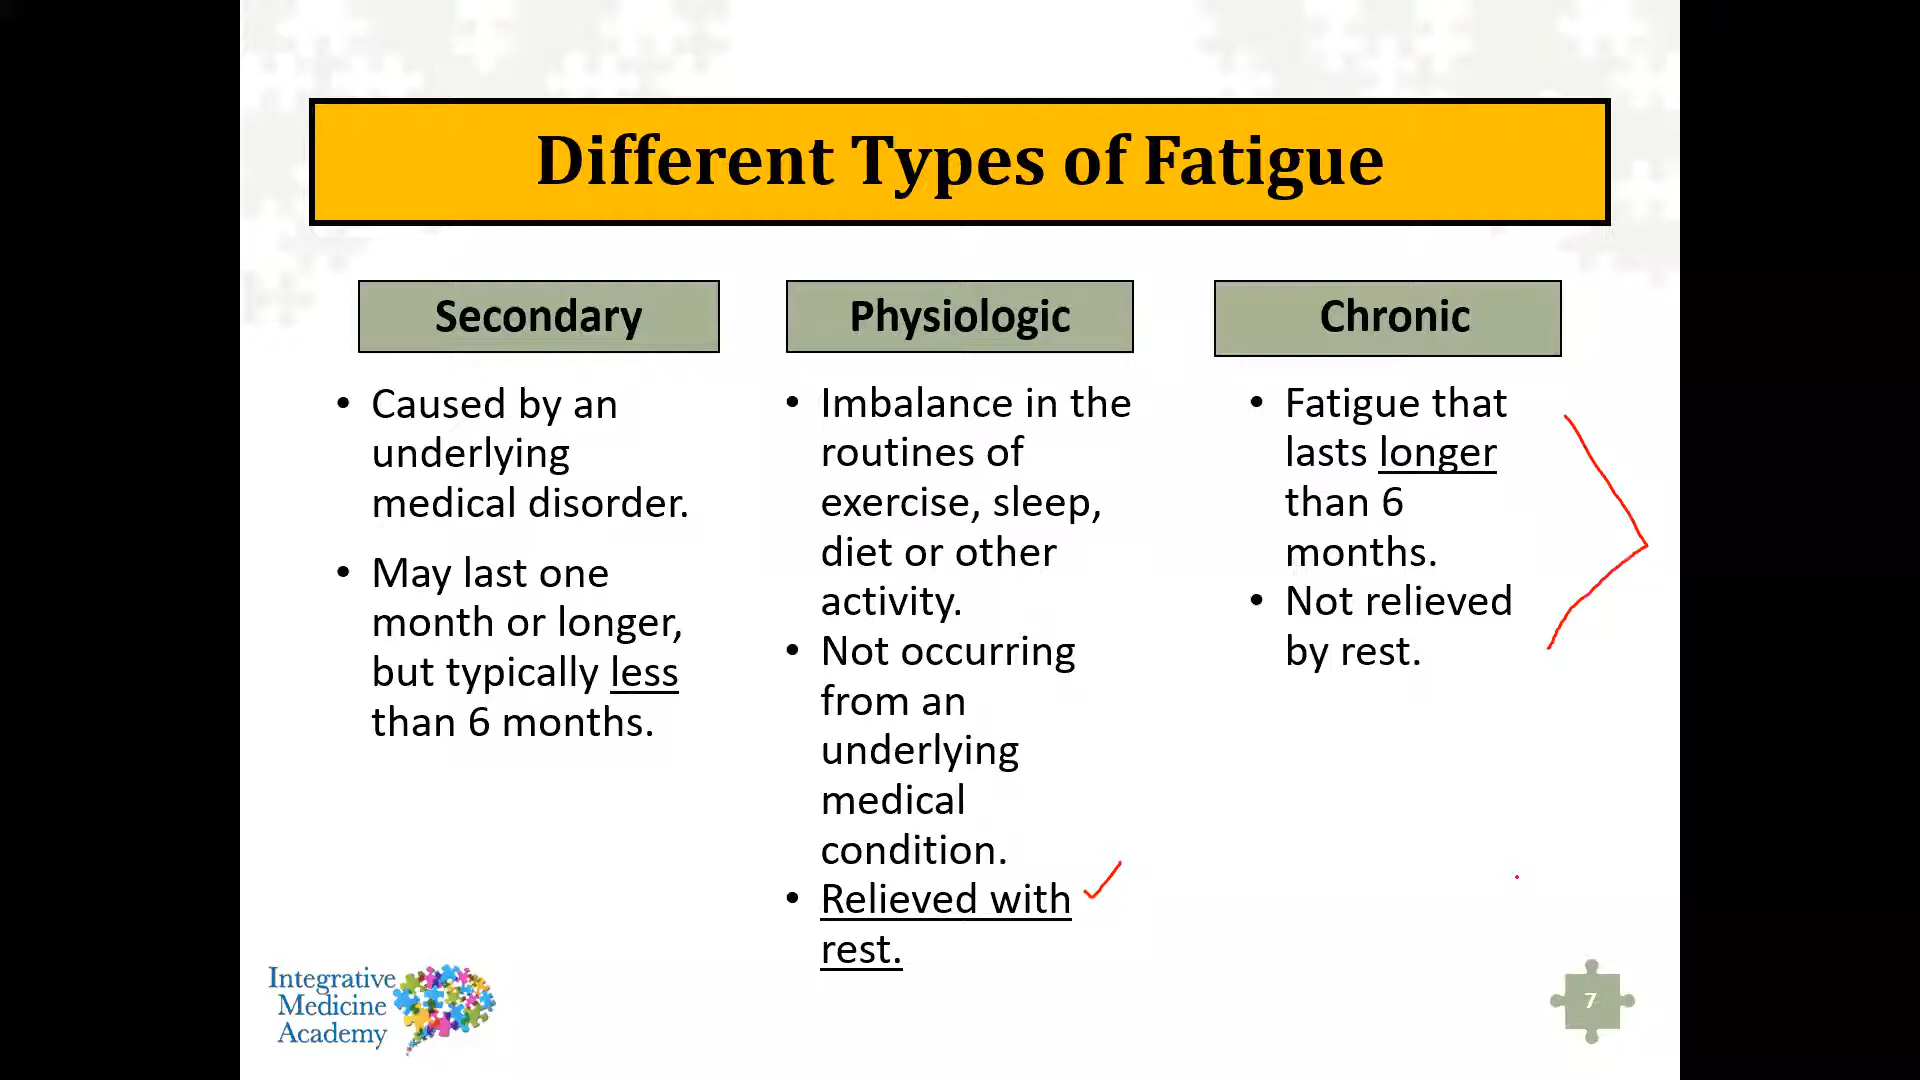 Different Types of Fatigue
Secondary
• Caused by an
underlying
medical disorder.
• May last one
month or longer,
but typically less
than 6 months.
Physiologic
• Imbalance in the
routines of
exercise, sleep,
diet or other
activity.
• Not occurring
from an
underlying
medical
condition.
• Relieved with
rest.
Chronic
• Fatigue that
lasts longer
than 6
months.
• Not relieved
by rest.
Integrative
Medicine
Academy
7